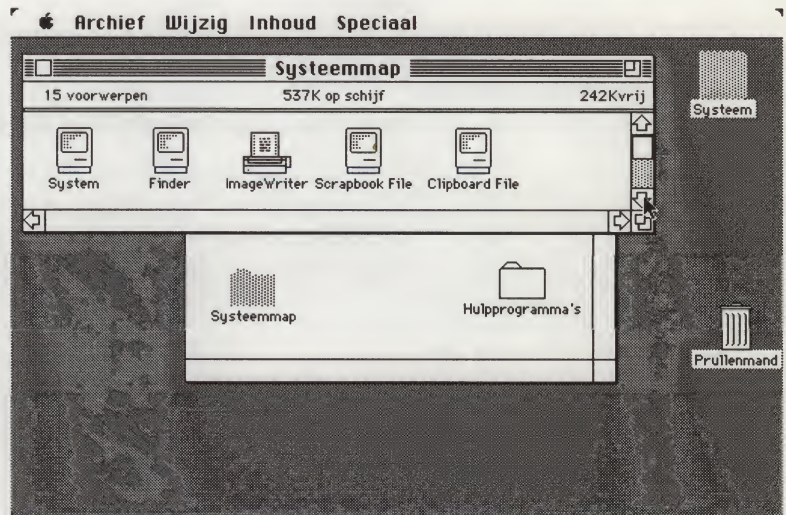 Archief Wijzig Inhoud Speciaal
Systeemmap
15 voorwerpen 537K op schijf 242K vrij
System Finder ImageWriter Scrapbook File Clipboard File
Systeem
Systeemmap Hulpprogramma's
Prullenmand